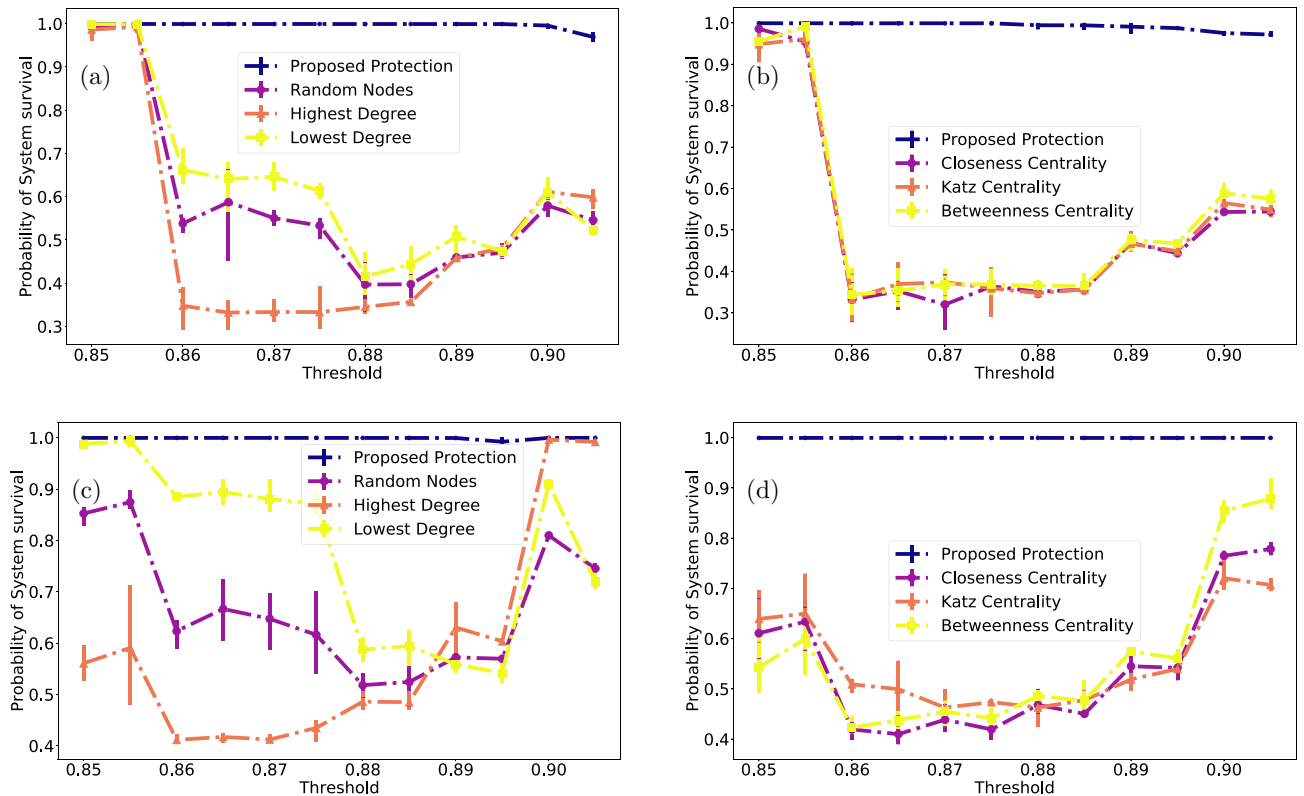 (a)
Probability of System survival
1.0
0.9
0.8
0.7
0.6
0.5
0.4
0.3
Proposed Protection
Random Nodes
Highest Degree
Lowest Degree
0.85 0.86 0.87 0.88 0.89 0.90
Threshold
(b)
Probability of System survival
1.0
0.9
0.8
0.7
0.6
0.5
0.4
0.3
Proposed Protection
Closeness Centrality
Katz Centrality
Betweenness Centrality
0.85 0.86 0.87 0.88 0.89 0.90
Threshold
(c)
Probability of System survival
1.0
0.9
0.8
0.7
0.6
0.5
0.4
Proposed Protection
Random Nodes
Highest Degree
Lowest Degree
0.85 0.86 0.87 0.88 0.89 0.90
Threshold
(d)
Probability of System survival
1.0
0.9
0.8
0.7
0.6
0.5
0.4
Proposed Protection
Closeness Centrality
Katz Centrality
Betweenness Centrality
0.85 0.86 0.87 0.88 0.89 0.90
Threshold